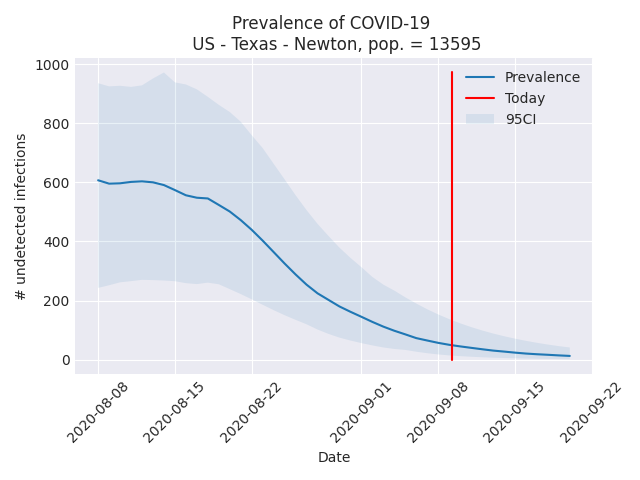 Prevalence of COVID-19
US - Texas - Newton, pop. = 13595
Prevalence
Today
95CI
# undetected infections
1000
800
600
400
200
0
2020-08-08
2020-08-15
2020-08-22
2020-09-01
2020-09-08
2020-09-15
2020-09-22
Date